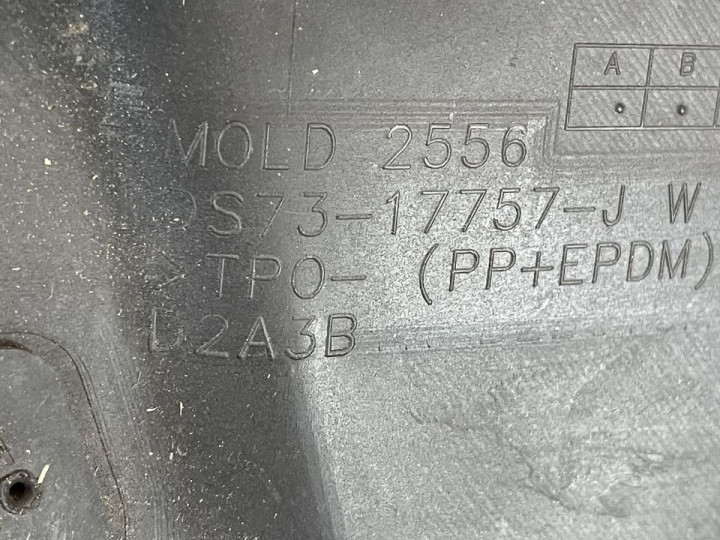 A B
MOLD 2556
DS73-17757-J W
>TPO- (PP+EPDM)
D2A3B